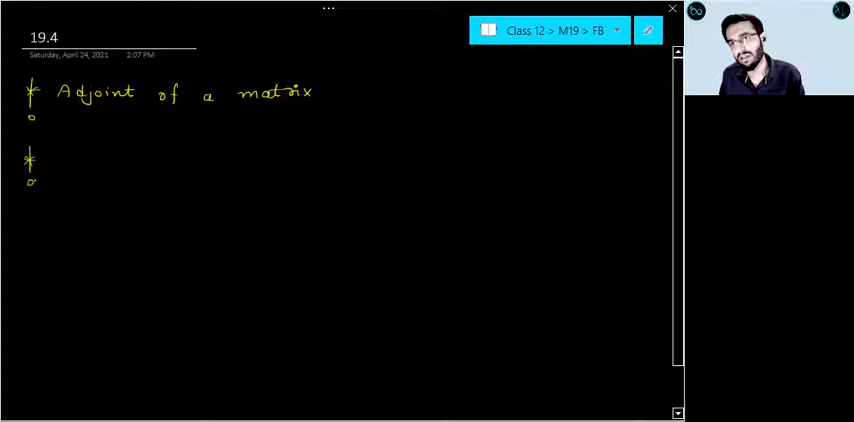 Class 12 > M19 > FB
19.4
Saturday, April 24, 2021 2:07 PM
Adjoint of a matrix